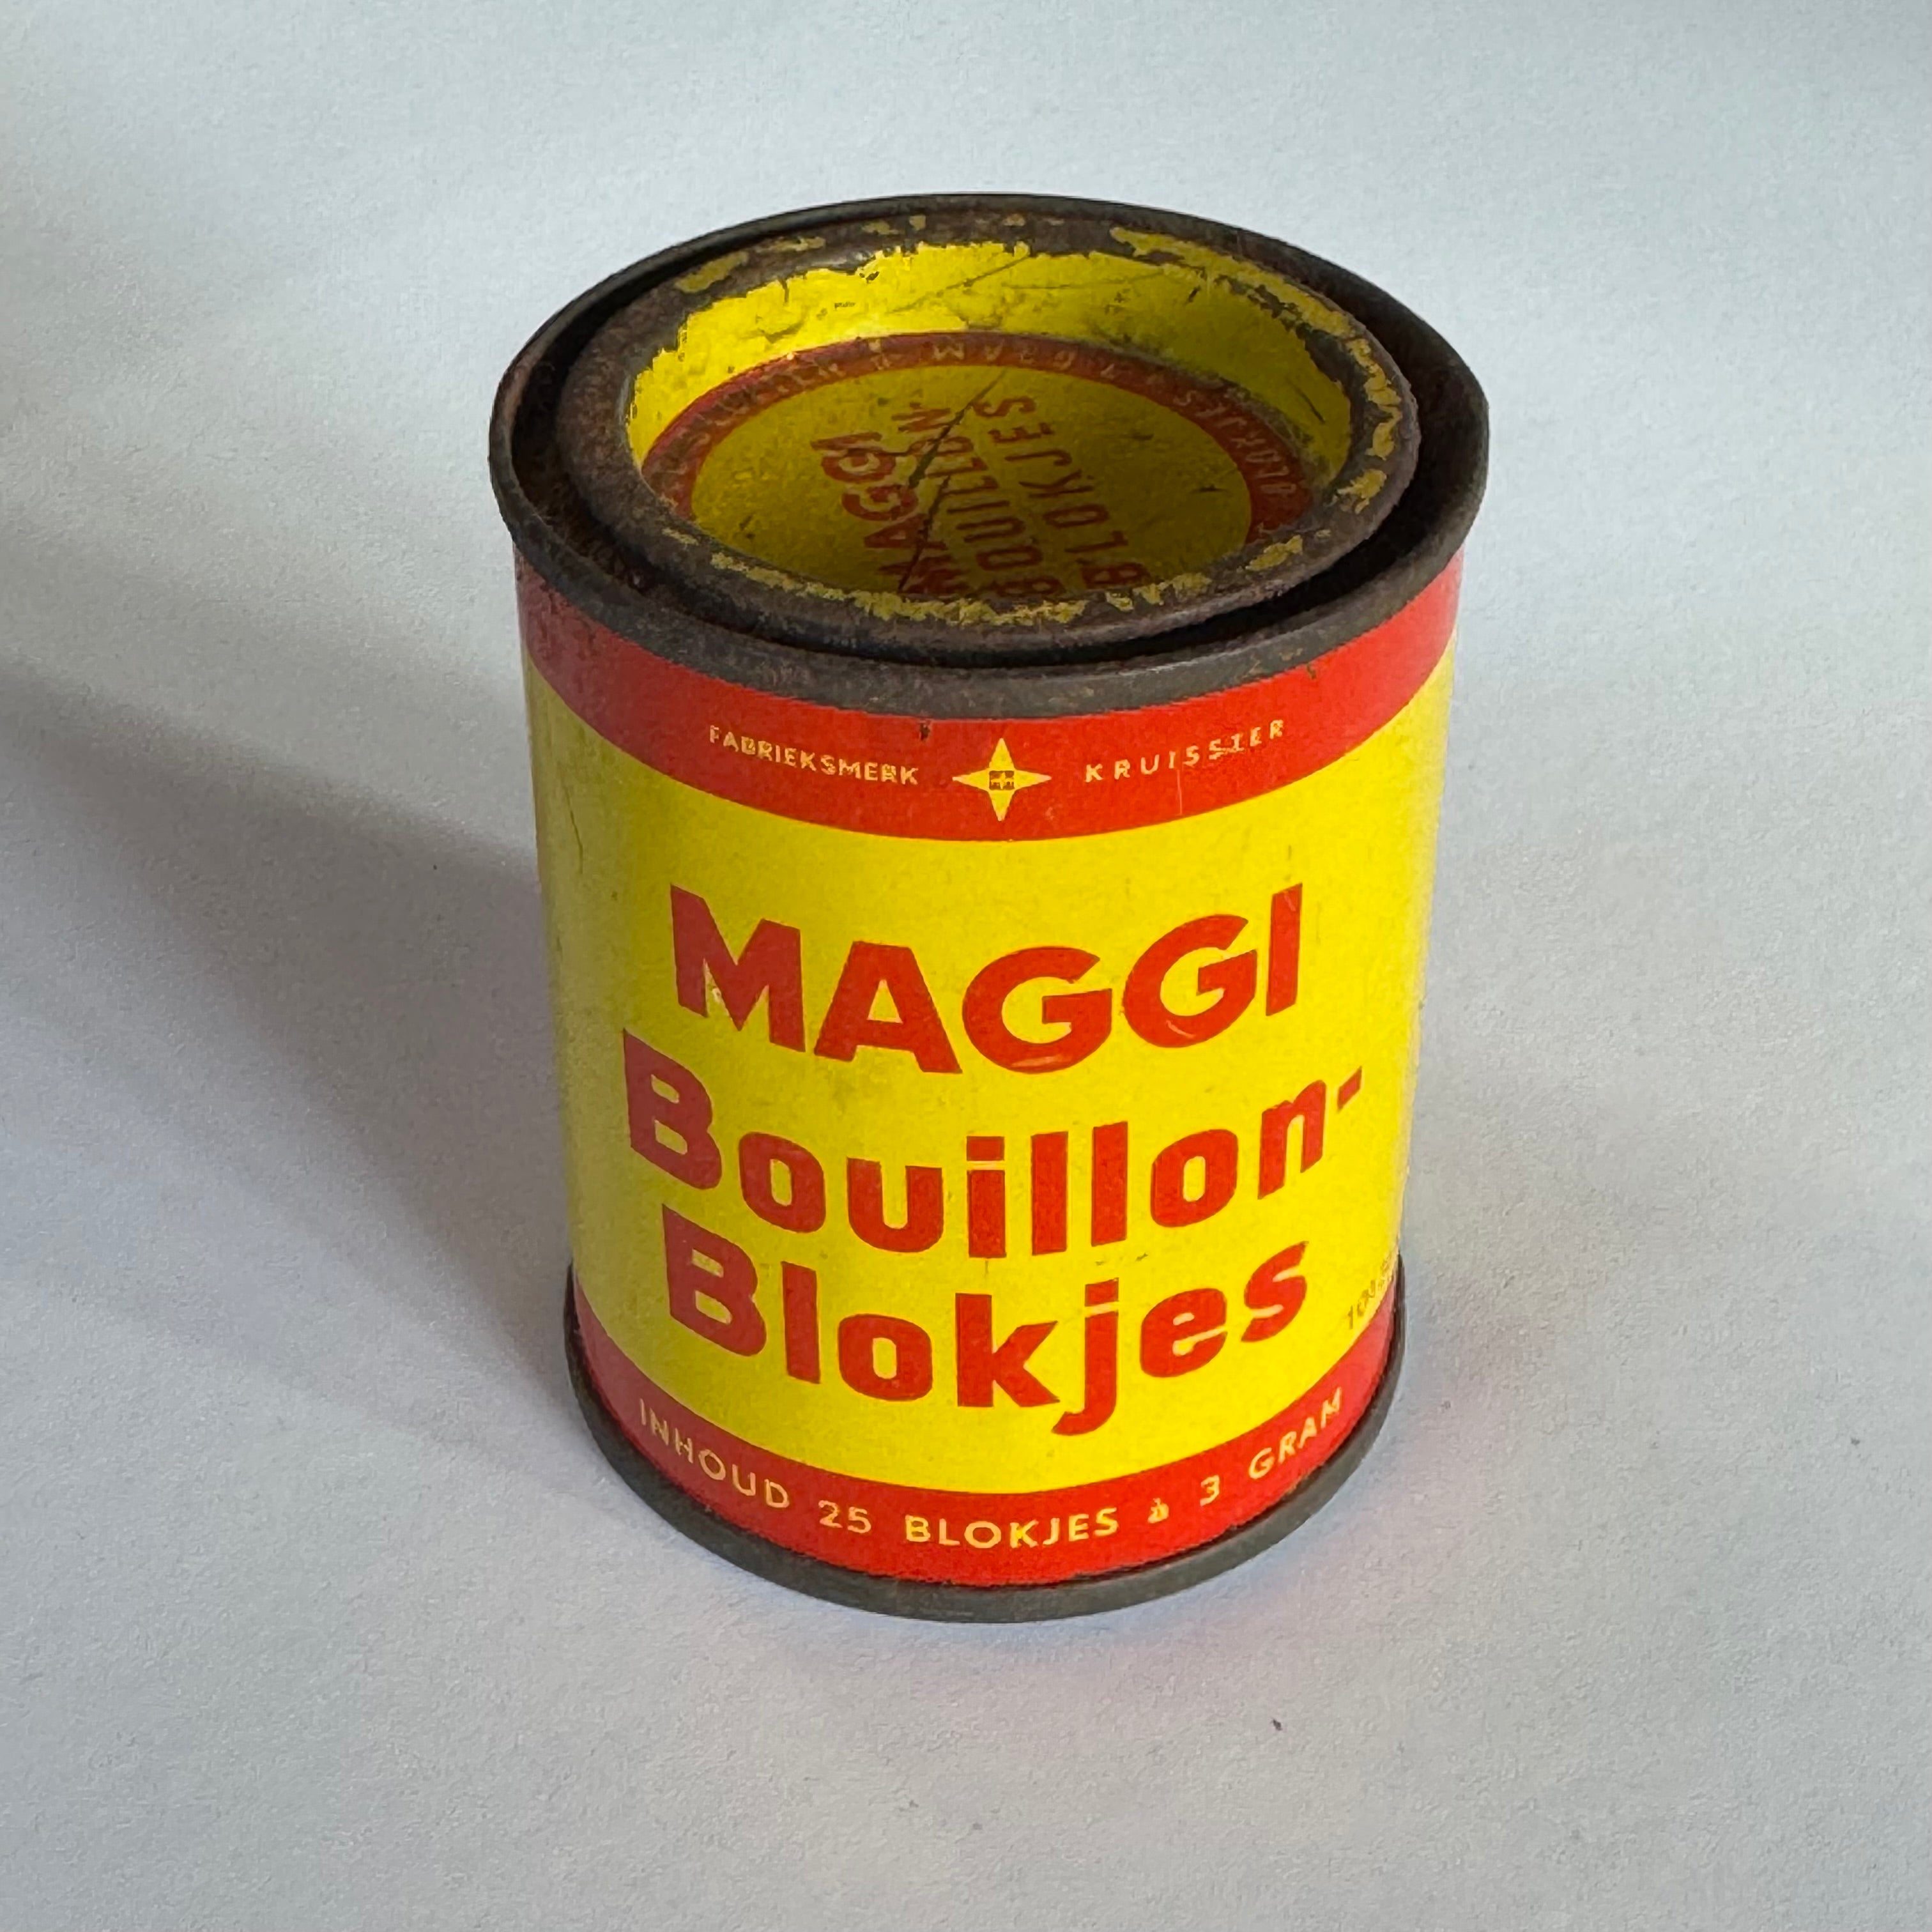 MAGGI
BOUILLON
BLOKJES
FABRIEKSMERK KRUISSTER
MAGGI
Bouillon-
Blokjes
INHOUD 25 BLOKJES à 3 GRAM